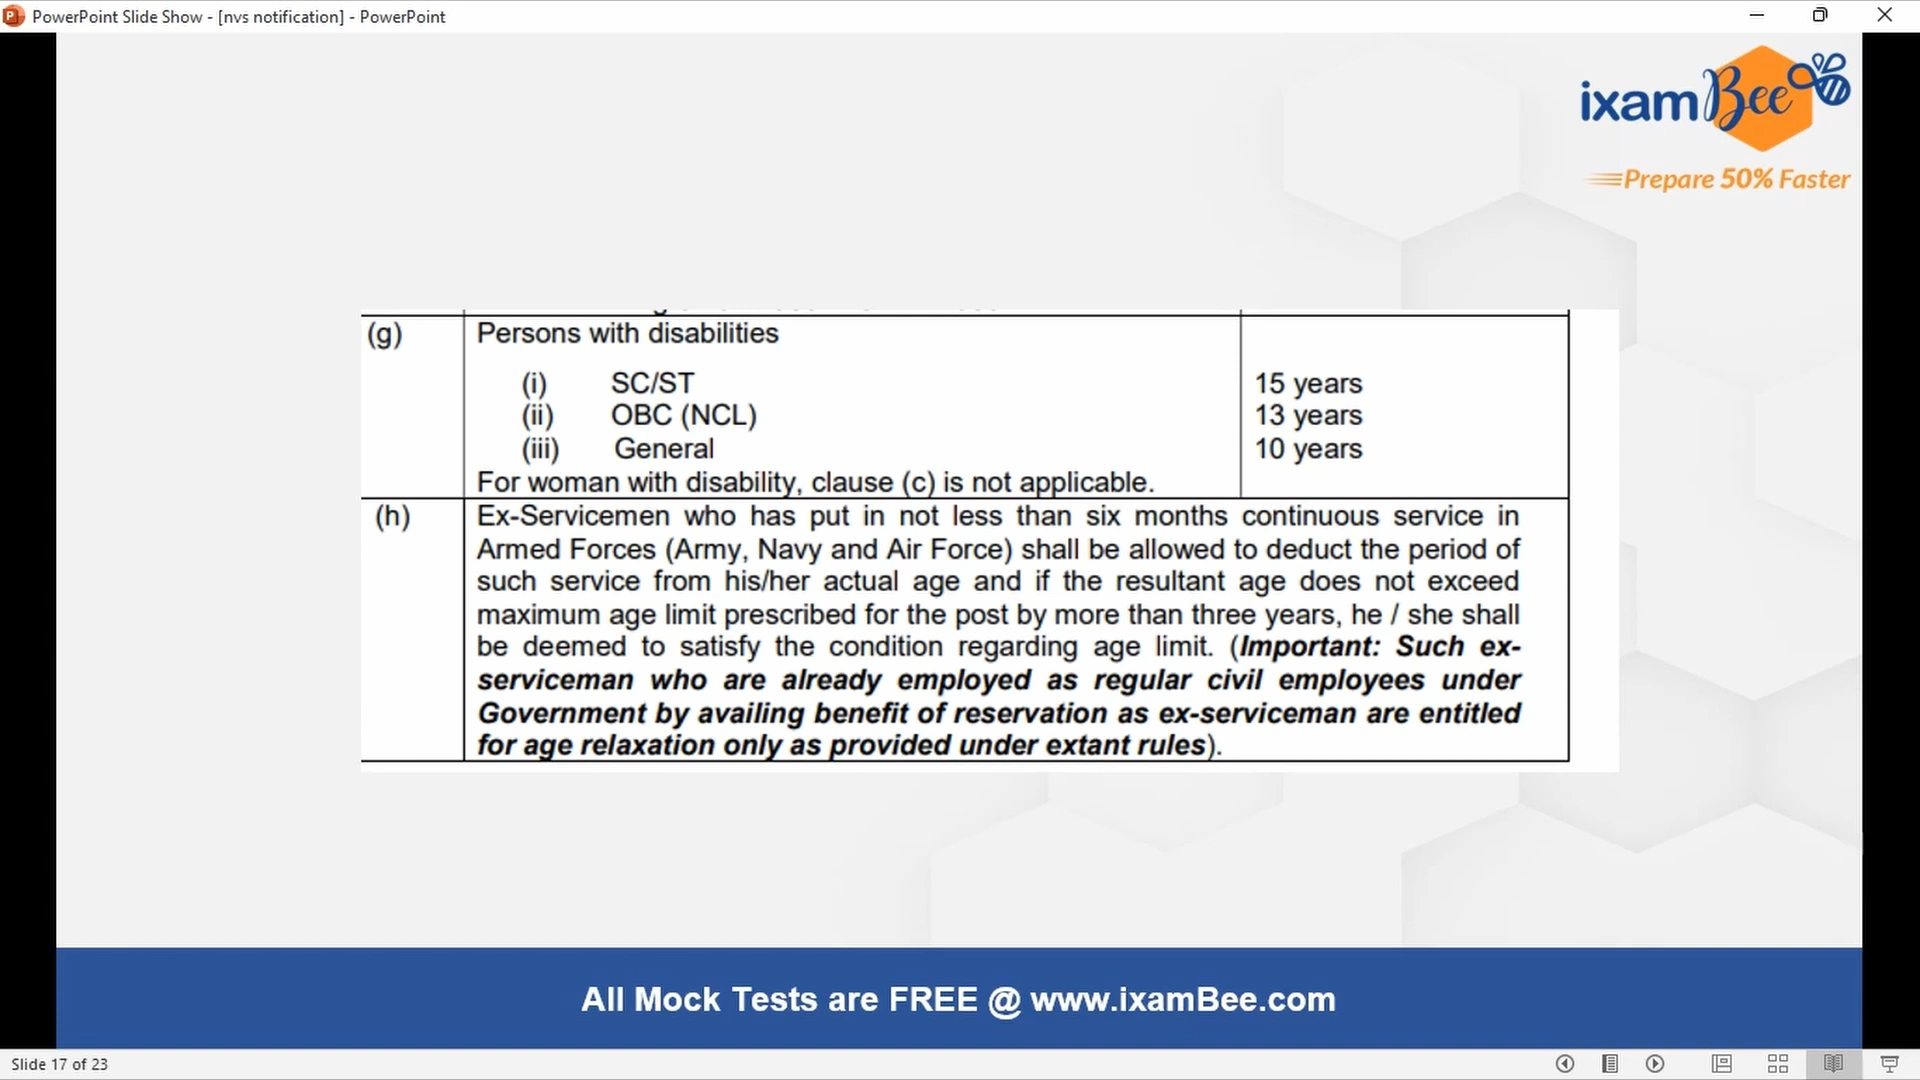 PowerPoint Slide Show - [nvs notification] - PowerPoint
ixamBee
Prepare 50% Faster
(g) Persons with disabilities
(i) SC/ST 15 years
(ii) OBC (NCL) 13 years
(iii) General 10 years
For woman with disability, clause (c) is not applicable.
(h) Ex-Servicemen who has put in not less than six months continuous service in
Armed Forces (Army, Navy and Air Force) shall be allowed to deduct the period of
such service from his/her actual age and if the resultant age does not exceed
maximum age limit prescribed for the post by more than three years, he / she shall
be deemed to satisfy the condition regarding age limit. (Important: Such ex-
serviceman who are already employed as regular civil employees under
Government by availing benefit of reservation as ex-serviceman are entitled
for age relaxation only as provided under extant rules).
All Mock Tests are FREE @ www.ixamBee.com
Slide 17 of 23